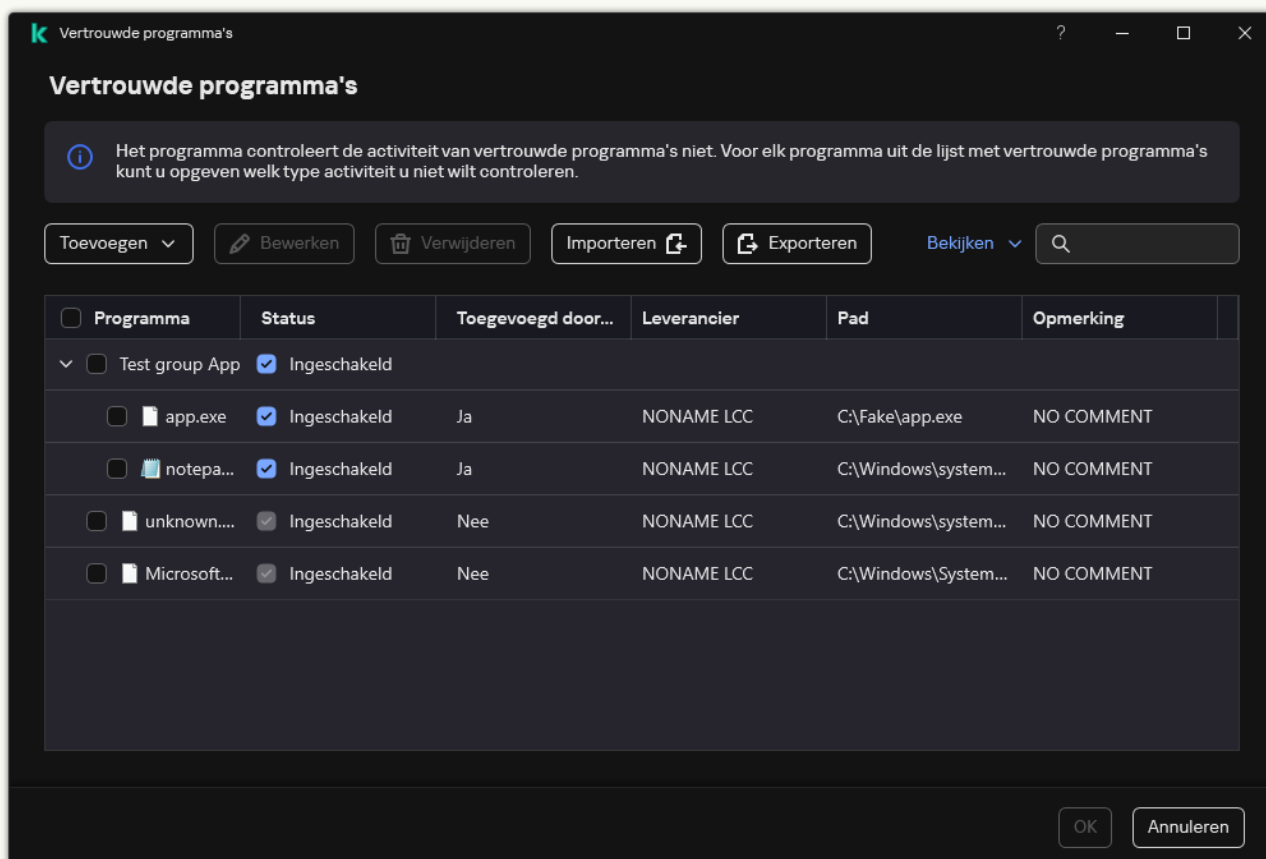 Vertrouwde programma's
Vertrouwde programma's
Het programma controleert de activiteit van vertrouwde programma's niet. Voor elk programma uit de lijst met vertrouwde programma's
kunt u opgeven welk type activiteit u niet wilt controleren.
Toevoegen Bewerken Verwijderen Importeren Exporteren Bekijken
Programma Status Toegevoegd door... Leverancier Pad Opmerking
Test group App Ingeschakeld
app.exe Ingeschakeld Ja NONAME LCC C:\Fake\app.exe NO COMMENT
notepa... Ingeschakeld Ja NONAME LCC C:\Windows\system... NO COMMENT
unknown.... Ingeschakeld Nee NONAME LCC C:\Windows\system... NO COMMENT
Microsoft... Ingeschakeld Nee NONAME LCC C:\Windows\System... NO COMMENT
OK Annuleren